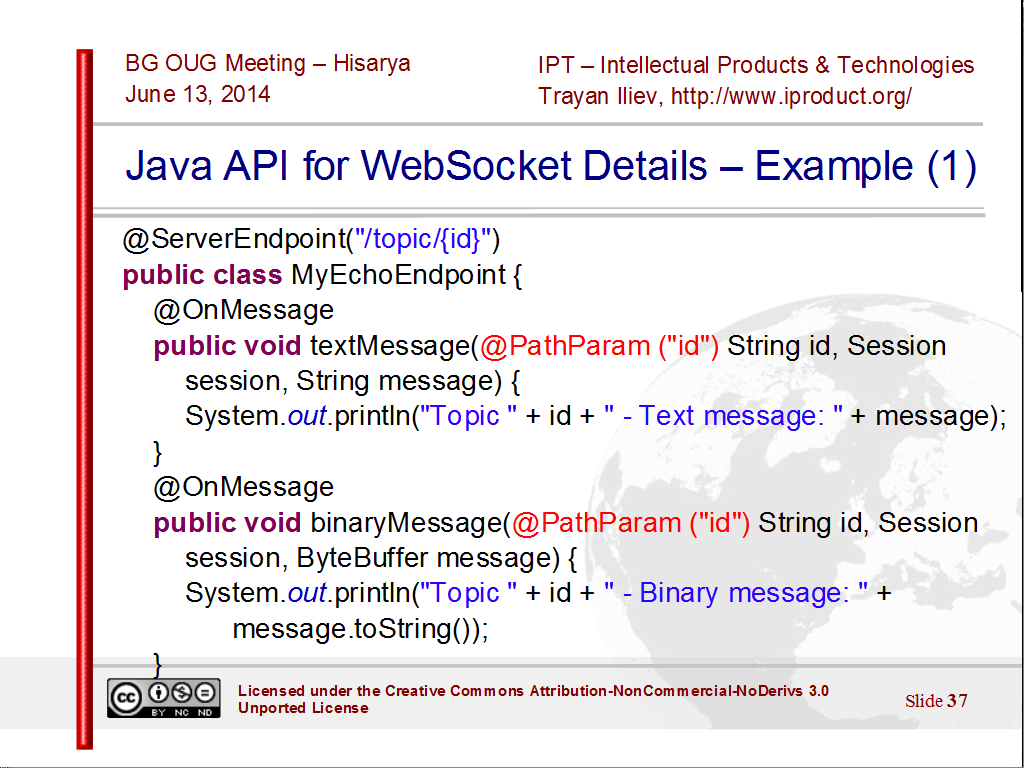 BG OUG Meeting – Hisarya
June 13, 2014
IPT – Intellectual Products & Technologies
Trayan Iliev, http://www.iproduct.org/
Java API for WebSocket Details – Example (1)
@ServerEndpoint("/topic/{id}")
public class MyEchoEndpoint {
@OnMessage
public void textMessage(@PathParam ("id") String id, Session
session, String message) {
System.out.println("Topic " + id + " - Text message: " + message);
}
@OnMessage
public void binaryMessage(@PathParam ("id") String id, Session
session, ByteBuffer message) {
System.out.println("Topic " + id + " - Binary message: " +
message.toString());
}
cc
BY NC ND
Licensed under the Creative Commons Attribution-NonCommercial-NoDerivs 3.0
Unported License
Slide 37